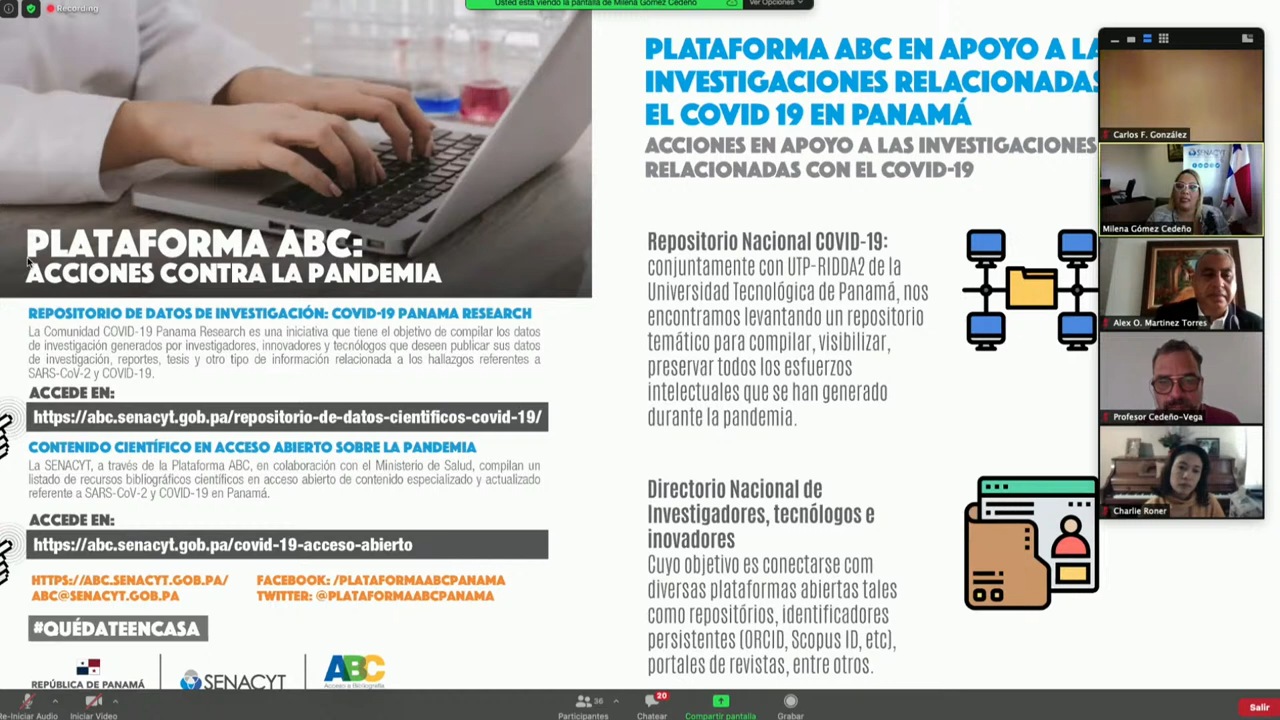 Recording
Usted está viendo la pantalla de Milena Gómez Cedeño
Ver Opciones
PLATAFORMA ABC:
ACCIONES CONTRA LA PANDEMIA
REPOSITORIO DE DATOS DE INVESTIGACIÓN: COVID-19 PANAMA RESEARCH
La Comunidad COVID-19 Panama Research es una iniciativa que tiene el objetivo de compilar los datos
de investigación generados por investigadores, innovadores y tecnólogos que deseen publicar sus datos
de investigación, reportes, tesis y otro tipo de información relacionada a los hallazgos referentes a
SARS-CoV-2 y COVID-19.
ACCEDE EN:
https://abc.senacyt.gob.pa/repositorio-de-datos-cientificos-covid-19/
CONTENIDO CIENTÍFICO EN ACCESO ABIERTO SOBRE LA PANDEMIA
La SENACYT, a través de la Plataforma ABC, en colaboración con el Ministerio de Salud, compilan un
listado de recursos bibliográficos científicos en acceso abierto de contenido especializado y actualizado
referente a SARS-CoV-2 y COVID-19 en Panamá.
ACCEDE EN:
https://abc.senacyt.gob.pa/covid-19-acceso-abierto
HTTPS://ABC.SENACYT.GOB.PA/
ABC@SENACYT.GOB.PA
FACEBOOK: /PLATAFORMAABCPANAMA
TWITTER: @PLATAFORMAABCPANAMA
#QUÉDATEENCASA
REPÚBLICA DE PANAMÁ
SENACYT
ABC
Acceso a Bibliografía
PLATAFORMA ABC EN APOYO A LA
INVESTIGACIONES RELACIONADAS
EL COVID 19 EN PANAMÁ
ACCIONES EN APOYO A LAS INVESTIGACIONES
RELACIONADAS CON EL COVID-19
Repositorio Nacional COVID-19:
conjuntamente con UTP-RIDDA2 de la
Universidad Tecnológica de Panamá, nos
encontramos levantando un repositorio
temático para compilar, visibilizar,
preservar todos los esfuerzos
intelectuales que se han generado
durante la pandemia.
Directorio Nacional de
Investigadores, tecnólogos e
inovadores
Cuyo objetivo es conectarse com
diversas plataformas abiertas tales
como repositórios, identificadores
persistentes (ORCID, Scopus ID, etc),
portales de revistas, entre otros.
Carlos F. González
SENACYT
Milena Gómez Cedeño
Alex O. Martinez Torres
Profesor Cedeño-Vega
Charlie Roner
Re-Iniciar Audio
Iniciar Video
36
Participantes
20
Chatear
Compartir pantalla
Grabar
Salir